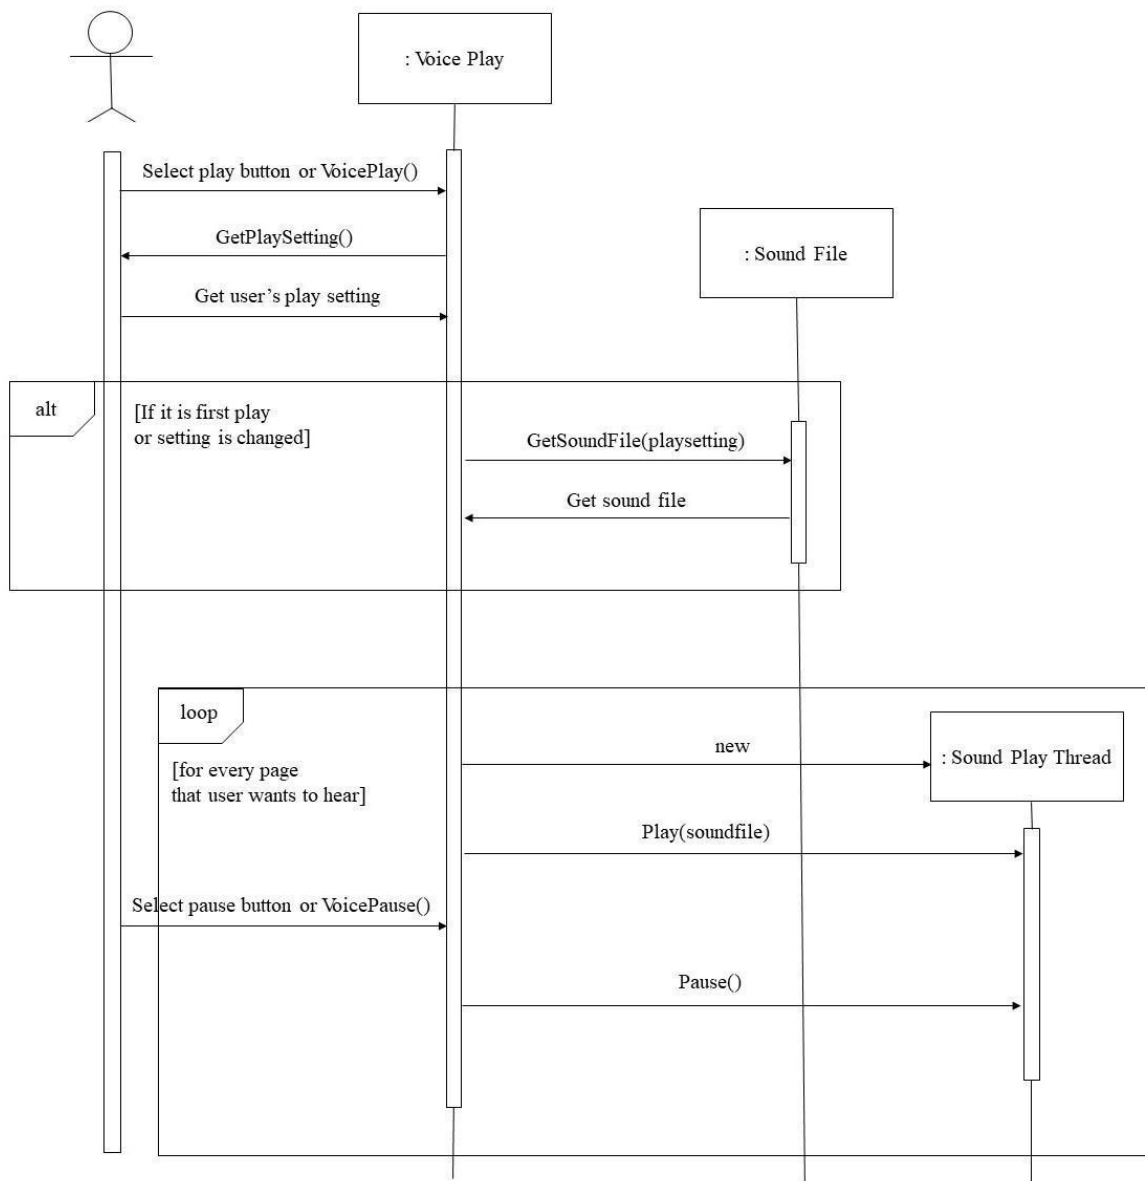 : Voice Play
Select play button or VoicePlay()
GetPlaySetting()
: Sound File
Get user’s play setting
alt
[If it is first play
or setting is changed]
GetSoundFile(playsetting)
Get sound file
loop
new
: Sound Play Thread
[for every page
that user wants to hear]
Play(soundfile)
Select pause button or VoicePause()
Pause()